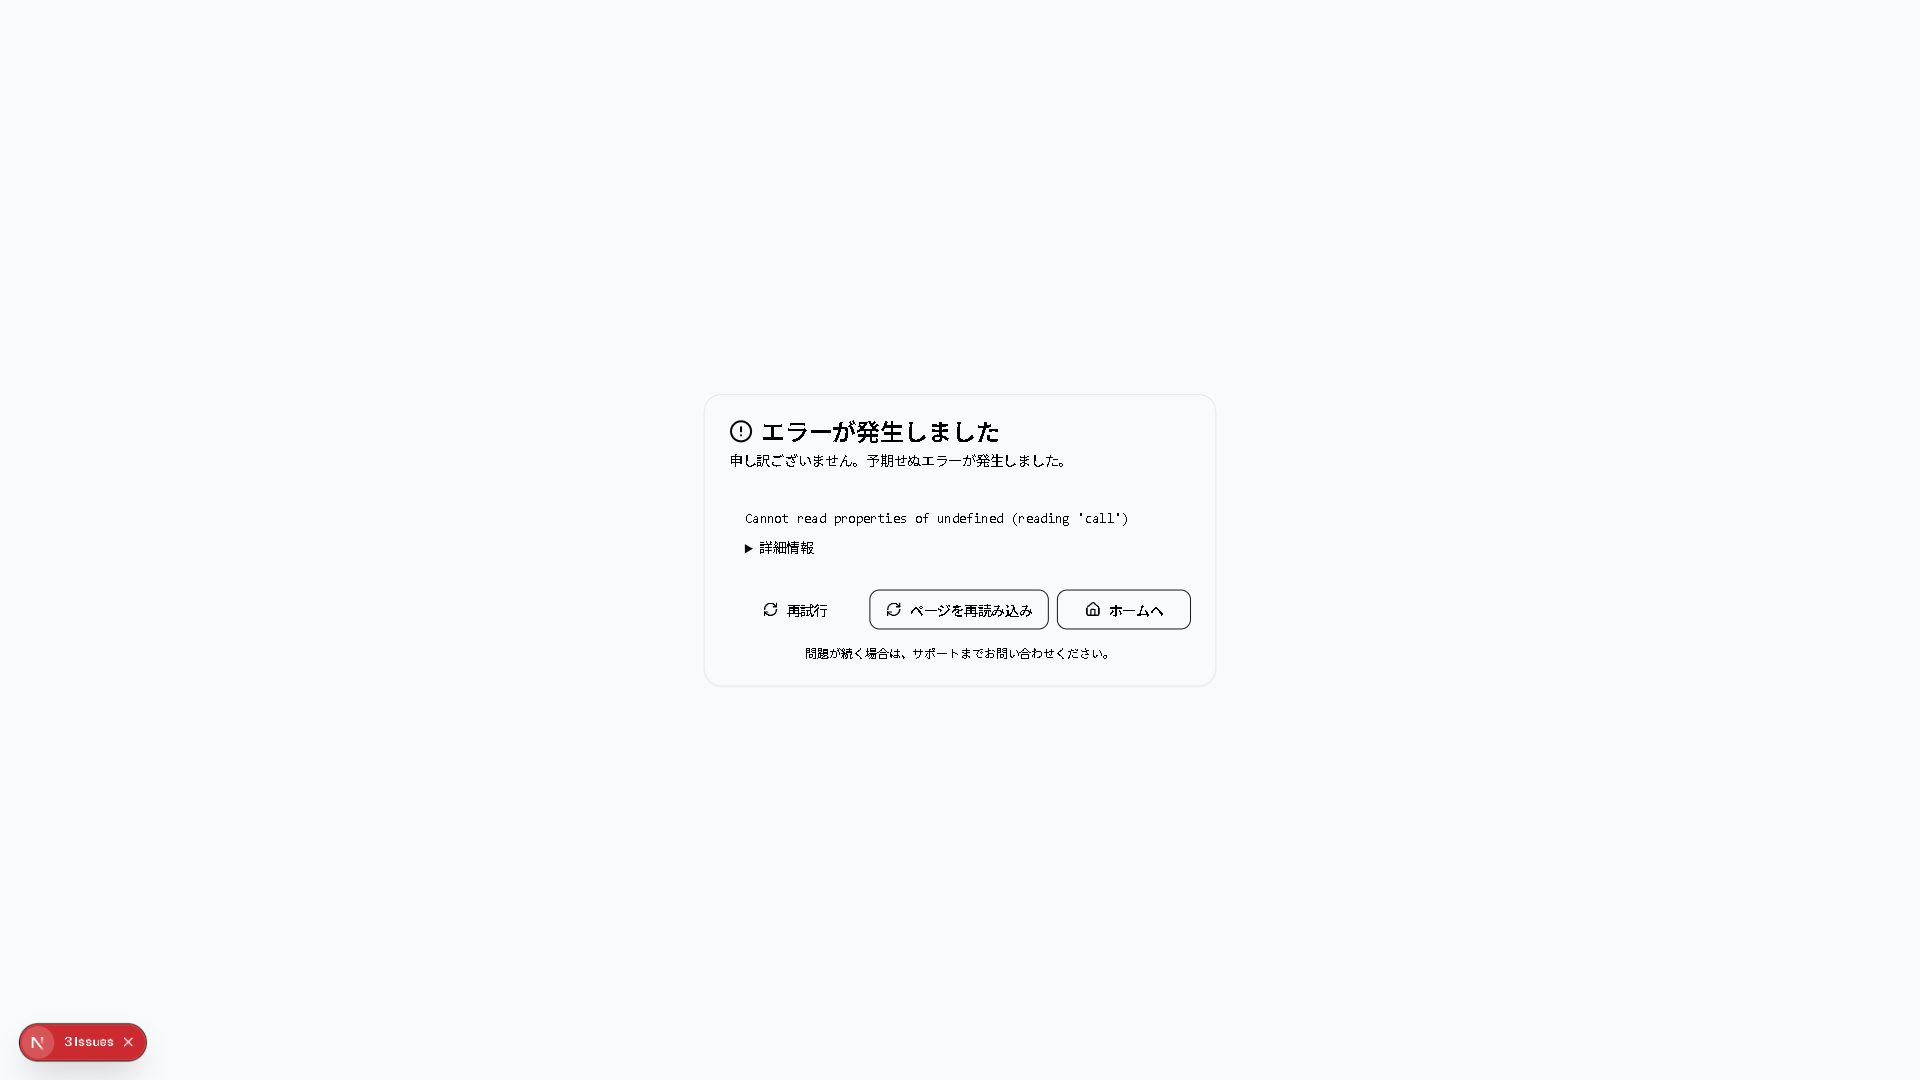 エラーが発生しました
申し訳ございません。予期せぬエラーが発生しました。
Cannot read properties of undefined (reading 'call')
▶ 詳細情報
再試行
ページを再読み込み
ホームへ
問題が続く場合は、サポートまでお問い合わせください。
N 3 Issues